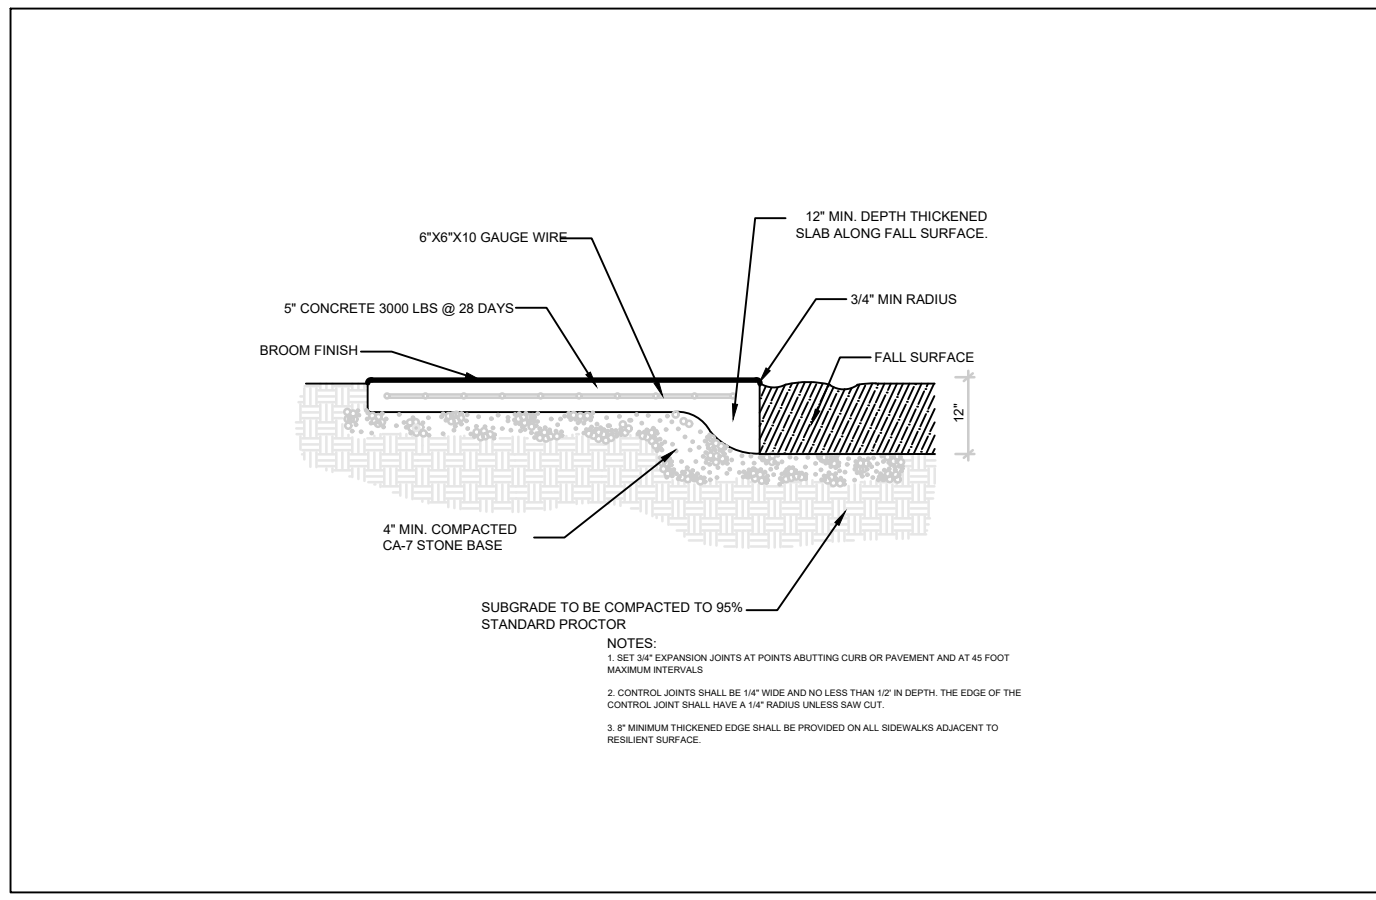 12" MIN. DEPTH THICKENED
SLAB ALONG FALL SURFACE.
6"X6"X10 GAUGE WIRE
3/4" MIN RADIUS
5" CONCRETE 3000 LBS @ 28 DAYS
BROOM FINISH
FALL SURFACE
12"
4" MIN. COMPACTED
CA-7 STONE BASE
SUBGRADE TO BE COMPACTED TO 95%
STANDARD PROCTOR
NOTES:
1. SET 3/4" EXPANSION JOINTS AT POINTS ABUTTING CURB OR PAVEMENT AND AT 45 FOOT
MAXIMUM INTERVALS
2. CONTROL JOINTS SHALL BE 1/4" WIDE AND NO LESS THAN 1/2' IN DEPTH. THE EDGE OF THE
CONTROL JOINT SHALL HAVE A 1/4" RADIUS UNLESS SAW CUT.
3. 8" MINIMUM THICKENED EDGE SHALL BE PROVIDED ON ALL SIDEWALKS ADJACENT TO
RESILIENT SURFACE.